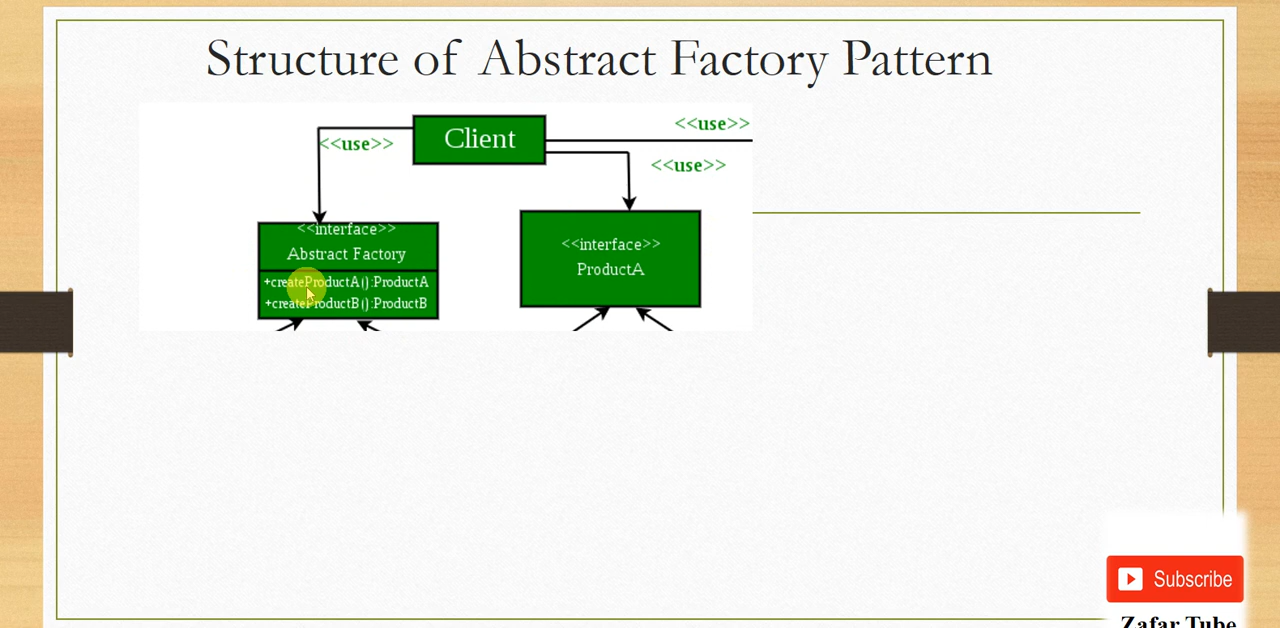 Structure of Abstract Factory Pattern
<<use>>
Client
<<use>>
<<use>>
<<interface>>
Abstract Factory
+createProductA():ProductA
+createProductB():ProductB
<<interface>>
ProductA
Subscribe
Zafar Tube